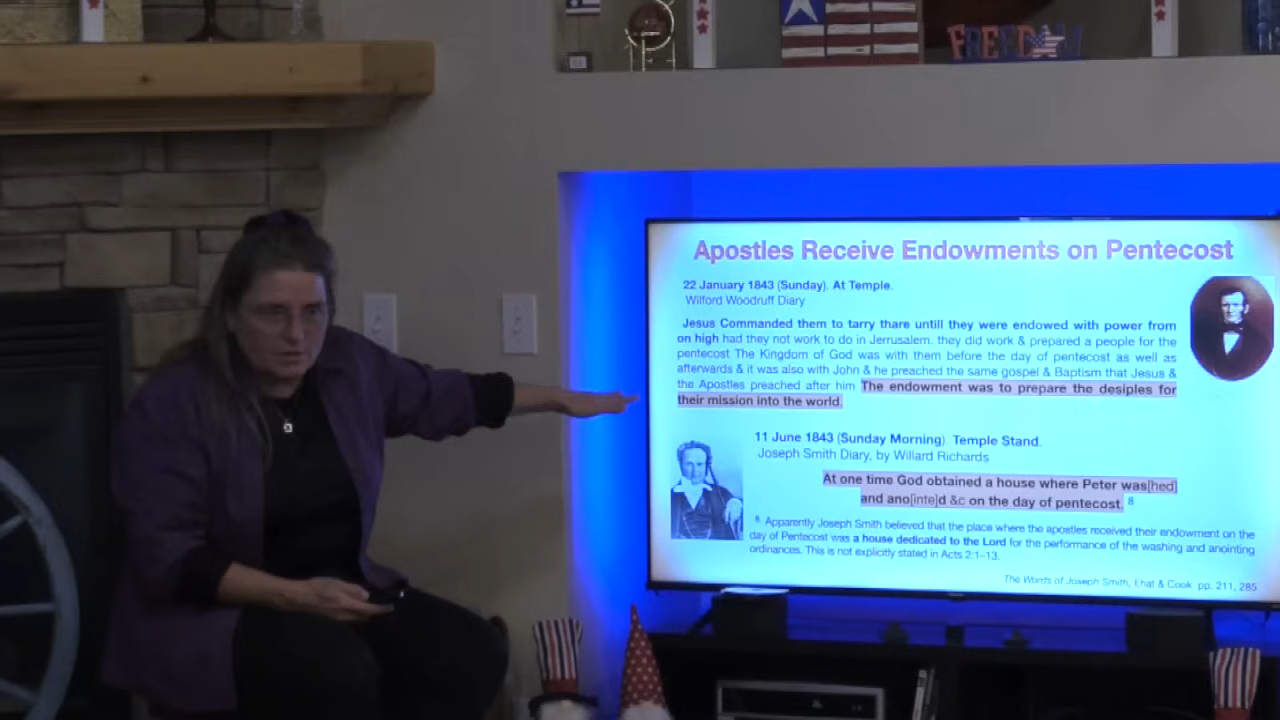 FREEDOM
Apostles Receive Endowments on Pentecost
22 January 1843 (Sunday). At Temple.
Wilford Woodruff Diary
Jesus Commanded them to tarry thare untill they were endowed with power from
on high had they not work to do in Jerrusalem. they did work & prepared a people for the
pentecost The Kingdom of God was with them before the day of pentecost as well as
afterwards & it was also with John & he preached the same gospel & Baptism that Jesus &
the Apostles preached after him The endowment was to prepare the desiples for
their mission into the world.
11 June 1843 (Sunday Morning). Temple Stand.
Joseph Smith Diary, by Willard Richards
At one time God obtained a house where Peter was[hed]
and ano[inte]d &c on the day of pentecost. 8
8. Apparently Joseph Smith believed that the place where the apostles received their endowment on the
day of Pentecost was a house dedicated to the Lord for the performance of the washing and anointing
ordinances. This is not explicitly stated in Acts 2:1–13.
The Words of Joseph Smith, Ehat & Cook pp. 211, 285